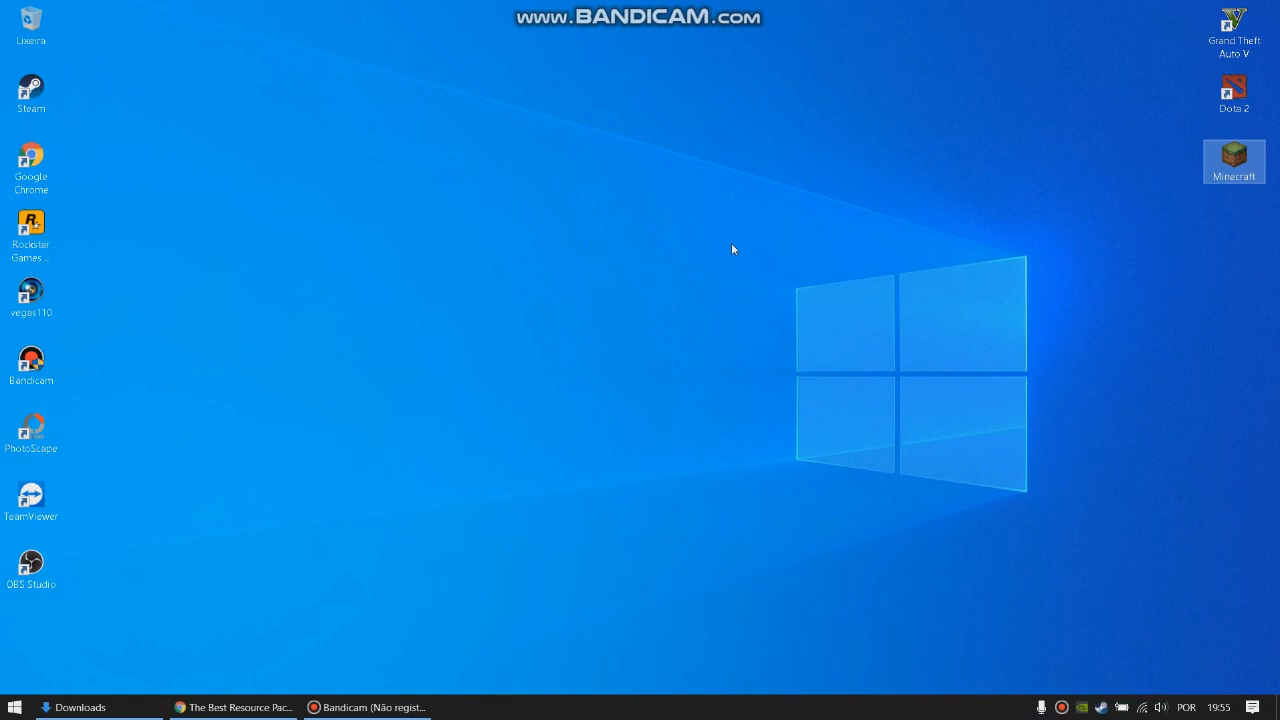 www.BANDICAM.com
Lixeira
Steam
Google
Chrome
Rockstar
Games ...
vegas110
Bandicam
PhotoScape
TeamViewer
OBS Studio
Grand Theft
Auto V
Dota 2
Minecraft
Downloads
The Best Resource Pac...
Bandicam (Não regist...
POR
19:55